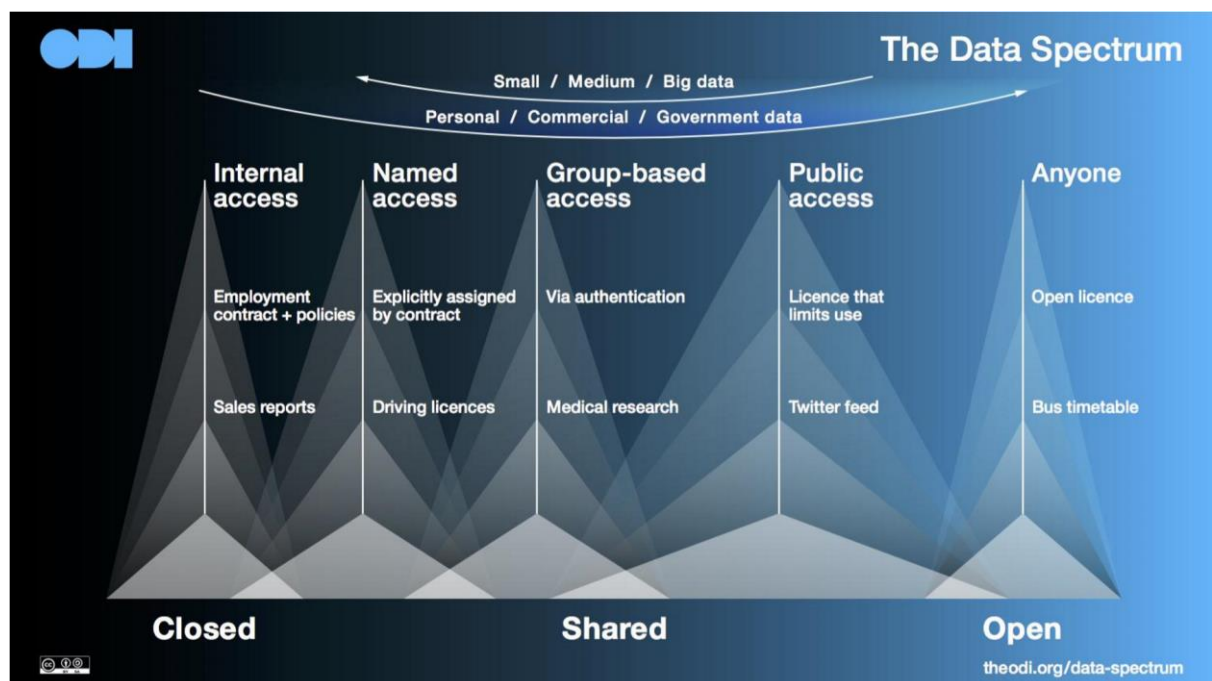 ODI
The Data Spectrum
Small / Medium / Big data
Personal / Commercial / Government data
Internal
access
Named
access
Group-based
access
Public
access
Anyone
Employment
contract + policies
Explicitly assigned
by contract
Via authentication
Licence that
limits use
Open licence
Sales reports
Driving licences
Medical research
Twitter feed
Bus timetable
Closed
Shared
Open
cc
theodi.org/data-spectrum